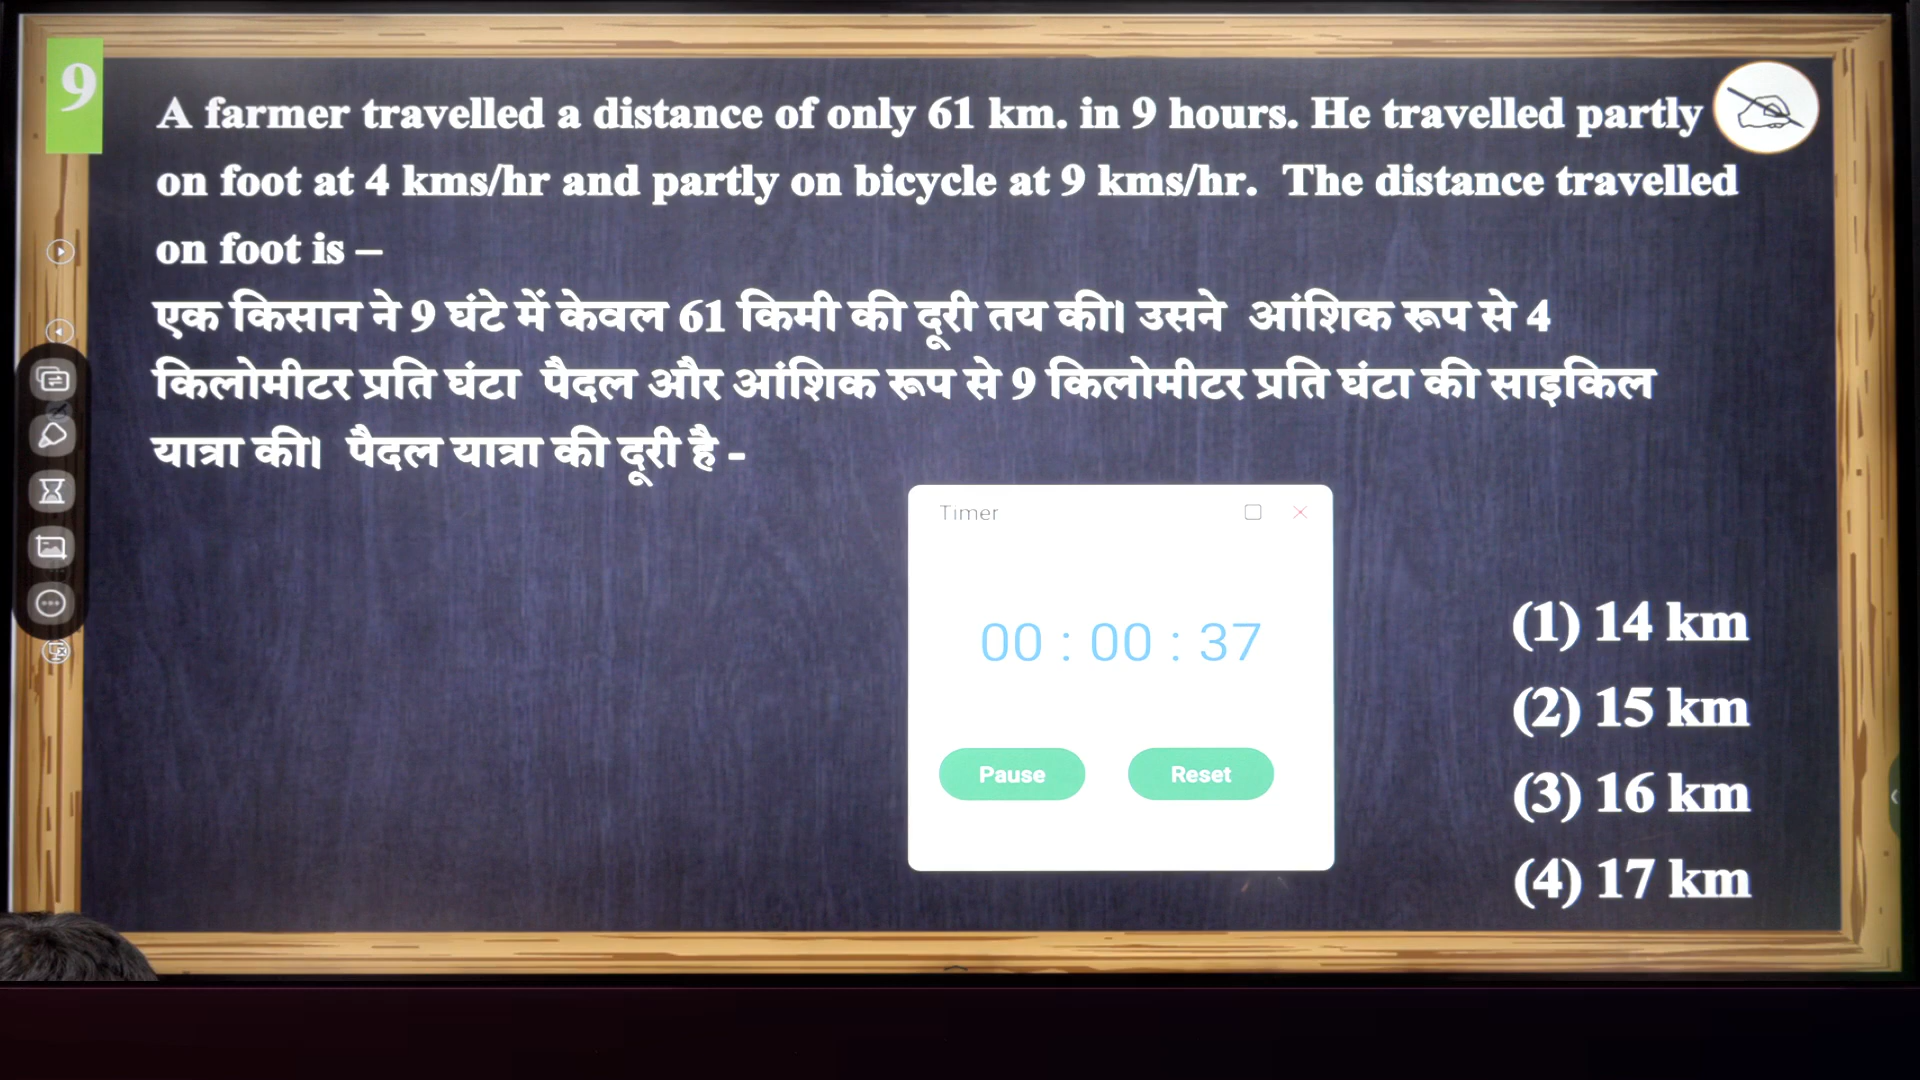 9
A farmer travelled a distance of only 61 km. in 9 hours. He travelled partly
on foot at 4 kms/hr and partly on bicycle at 9 kms/hr. The distance travelled
on foot is –
एक किसान ने 9 घंटे में केवल 61 किमी की दूरी तय की। उसने आंशिक रूप से 4
किलोमीटर प्रति घंटा पैदल और आंशिक रूप से 9 किलोमीटर प्रति घंटा की साइकिल
यात्रा की। पैदल यात्रा की दूरी है -
Timer
00 : 00 : 37
Pause Reset
(1) 14 km
(2) 15 km
(3) 16 km
(4) 17 km